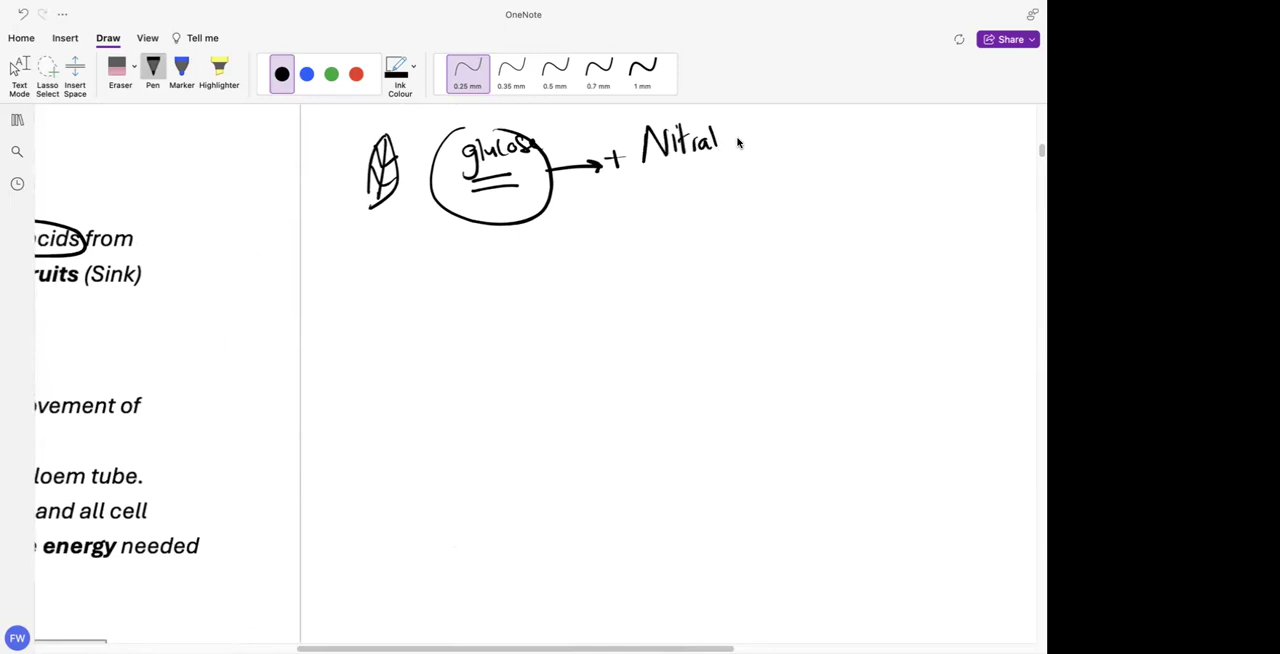 OneNote
Home Insert Draw View Tell me
Share
Text Mode
Lasso Select
Insert Space
Eraser
Pen
Marker
Highlighter
Ink Colour
0.25 mm
0.35 mm
0.5 mm
0.7 mm
1 mm
glucose → + Nitral
cids from
ruits (Sink)
ovement of
loem tube.
and all cell
energy needed
FW